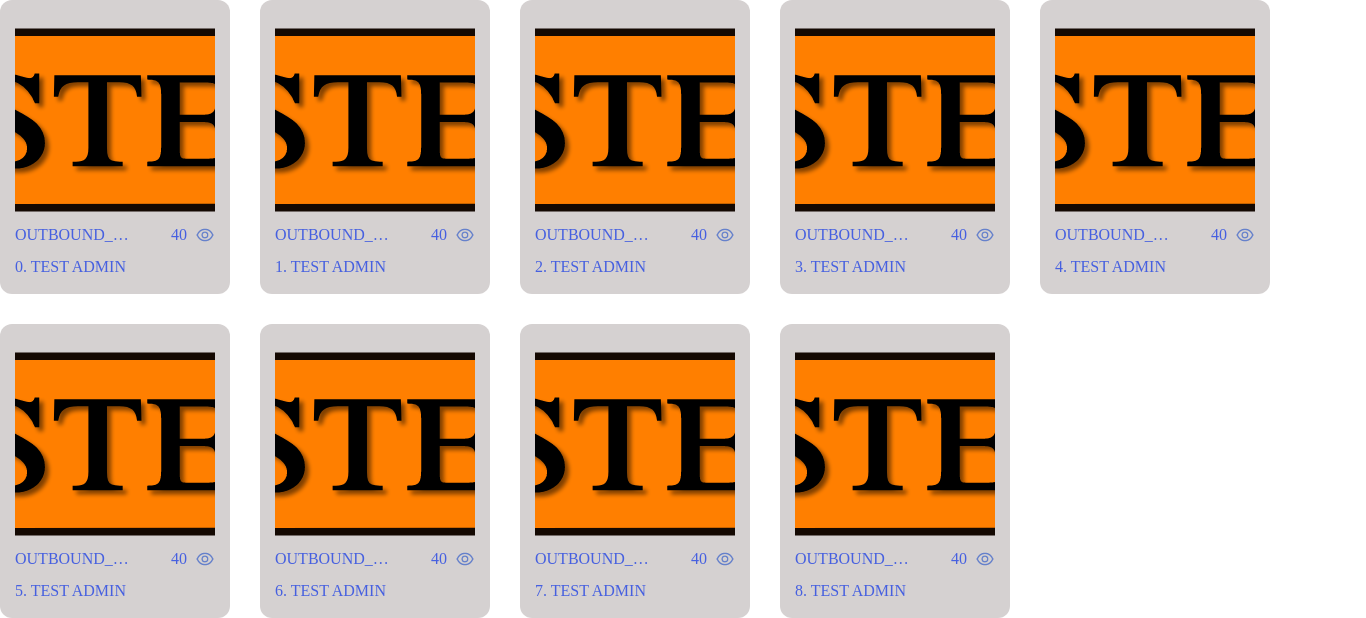 STE STE STE STE STE
OUTBOUND_... 40 OUTBOUND_... 40 OUTBOUND_... 40 OUTBOUND_... 40 OUTBOUND_... 40
0. TEST ADMIN 1. TEST ADMIN 2. TEST ADMIN 3. TEST ADMIN 4. TEST ADMIN
STE STE STE STE
OUTBOUND_... 40 OUTBOUND_... 40 OUTBOUND_... 40 OUTBOUND_... 40
5. TEST ADMIN 6. TEST ADMIN 7. TEST ADMIN 8. TEST ADMIN